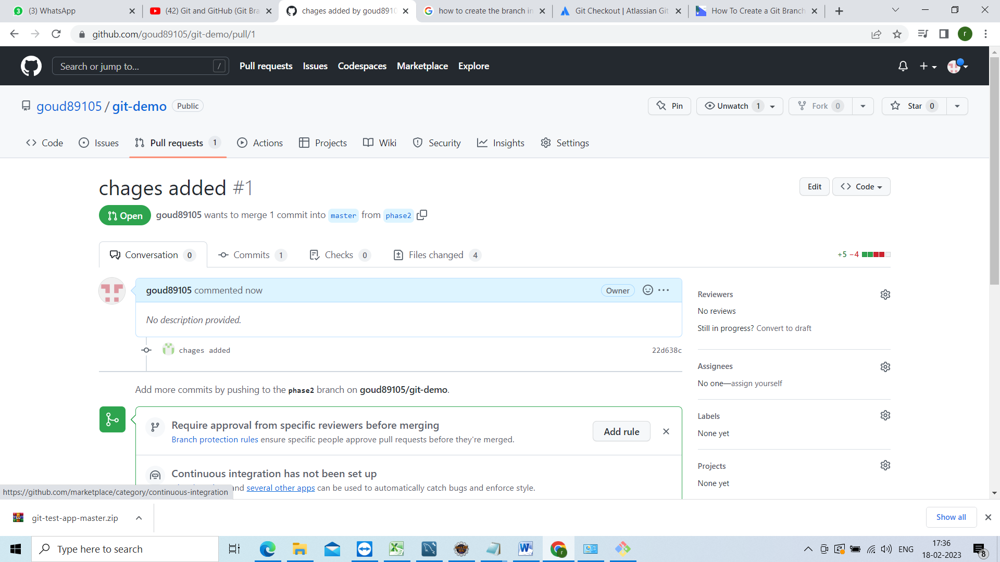 (3) WhatsApp
(42) Git and GitHub (Git Bra
chages added by goud8910
how to create the branch in
Git Checkout | Atlassian Git
How To Create a Git Branch
github.com/goud89105/git-demo/pull/1
r
Search or jump to...
/
Pull requests
Issues
Codespaces
Marketplace
Explore
goud89105 / git-demo
Public
Pin
Unwatch 1
Fork 0
Star 0
Code
Issues
Pull requests 1
Actions
Projects
Wiki
Security
Insights
Settings
chages added #1
Edit
Code
Open
goud89105 wants to merge 1 commit into master from phase2
Conversation 0
Commits 1
Checks 0
Files changed 4
+5 −4
goud89105 commented now
Owner
No description provided.
chages added
22d638c
Add more commits by pushing to the phase2 branch on goud89105/git-demo.
Require approval from specific reviewers before merging
Branch protection rules ensure specific people approve pull requests before they're merged.
Add rule
Continuous integration has not been set up
and several other apps can be used to automatically catch bugs and enforce style.
Reviewers
No reviews
Still in progress? Convert to draft
Assignees
No one—assign yourself
Labels
None yet
Projects
None yet
https://github.com/marketplace/category/continuous-integration
git-test-app-master.zip
Show all
Type here to search
ENG
17:36
18-02-2023
8